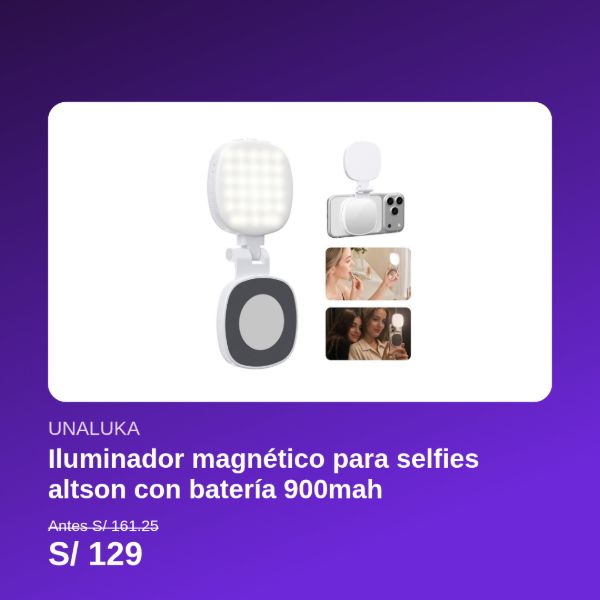 UNALUKA
Iluminador magnético para selfies
altson con batería 900mah
Antes S/ 161.25
S/ 129